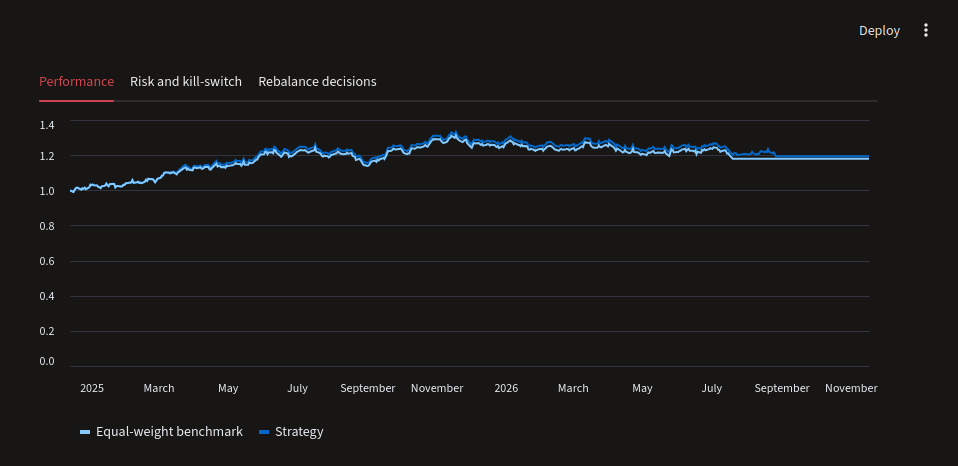 Deploy
Performance Risk and kill-switch Rebalance decisions
1.4
1.2
1.0
0.8
0.6
0.4
0.2
0.0
2025 March May July September November 2026 March May July September November
Equal-weight benchmark Strategy